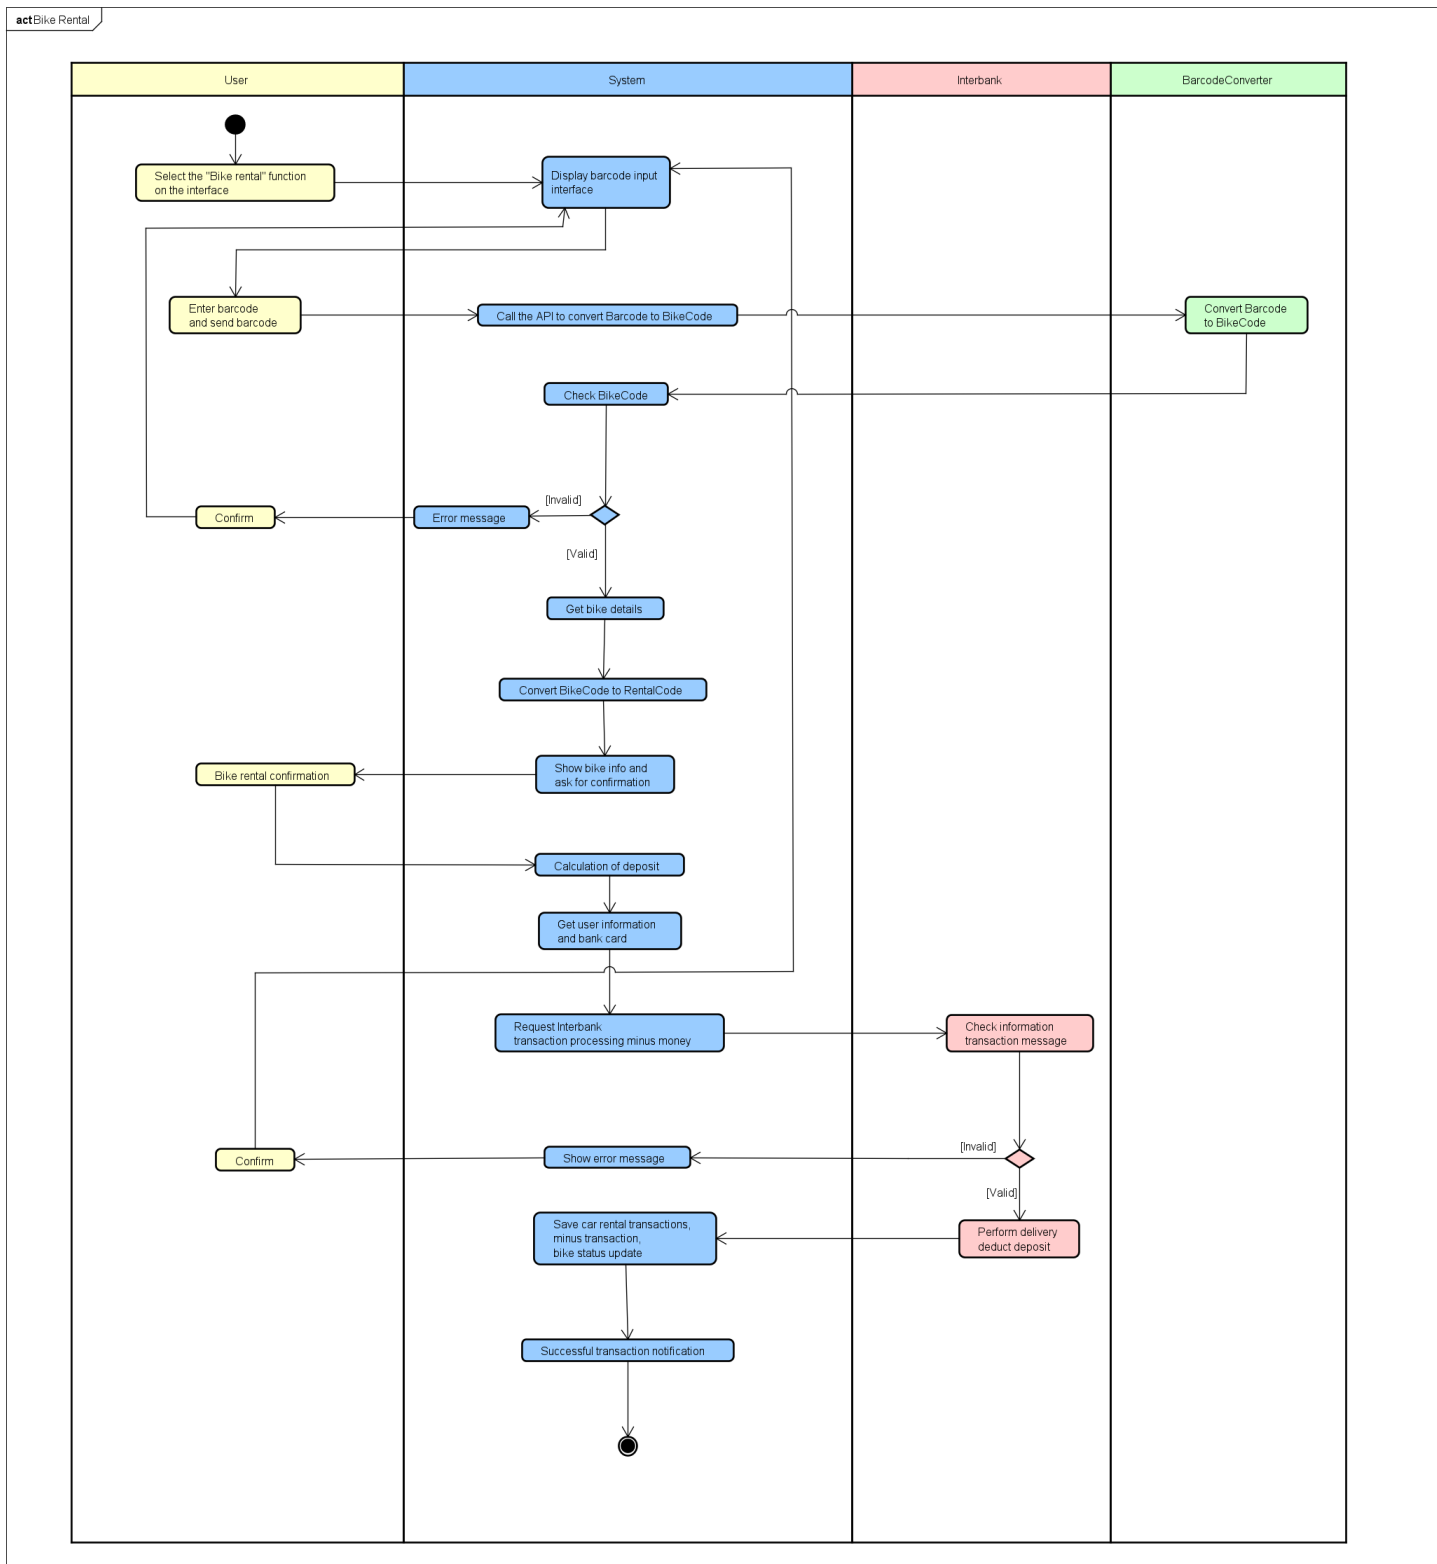 act Bike Rental
User
System
Interbank
BarcodeConverter
Select the "Bike rental" function
on the interface
Display barcode input
interface
Enter barcode
and send barcode
Call the API to convert Barcode to BikeCode
Convert Barcode
to BikeCode
Check BikeCode
[Invalid]
Confirm
Error message
[Valid]
Get bike details
Convert BikeCode to RentalCode
Bike rental confirmation
Show bike info and
ask for confirmation
Calculation of deposit
Get user information
and bank card
Request Interbank
transaction processing minus money
Check information
transaction message
[Invalid]
Confirm
Show error message
[Valid]
Save car rental transactions,
minus transaction,
bike status update
Perform delivery
deduct deposit
Successful transaction notification